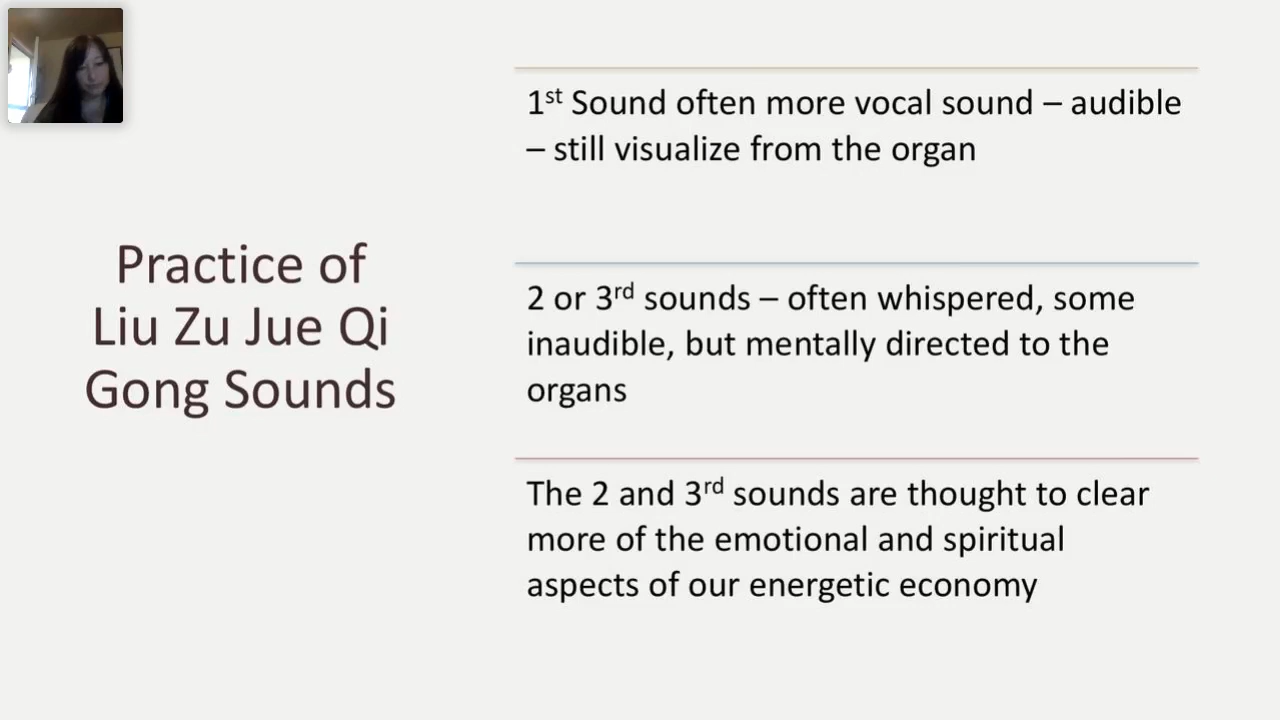 Practice of
Liu Zu Jue Qi
Gong Sounds
1st Sound often more vocal sound – audible
– still visualize from the organ
2 or 3rd sounds – often whispered, some
inaudible, but mentally directed to the
organs
The 2 and 3rd sounds are thought to clear
more of the emotional and spiritual
aspects of our energetic economy